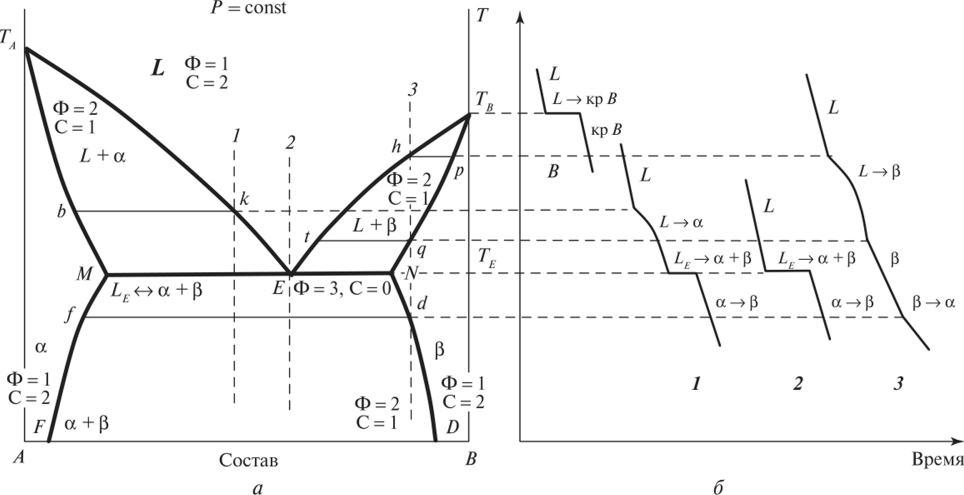 P = const
T
T_A
L
Φ = 1
C = 2
Φ = 2
C = 1
L + α
1
2
3
h
T_B
p
Φ = 2
C = 1
b
k
t
L + β
q
M
E
N
T_E
L_E ↔ α + β
Φ = 3, C = 0
f
d
α
β
Φ = 1
C = 2
Φ = 1
C = 2
Φ = 2
C = 1
F
α + β
D
A
Состав
B
а
L
L → кр B
кр B
B
L
L → α
L_E → α + β
α → β
1
L
L_E → α + β
α → β
2
L
L → β
β
β → α
3
Время
б